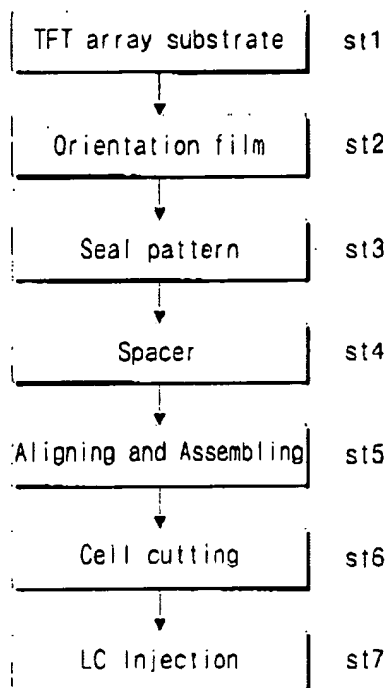 TFT array substrate st1
Orientation film st2
Seal pattern st3
Spacer st4
Aligning and Assembling st5
Cell cutting st6
LC Injection st7